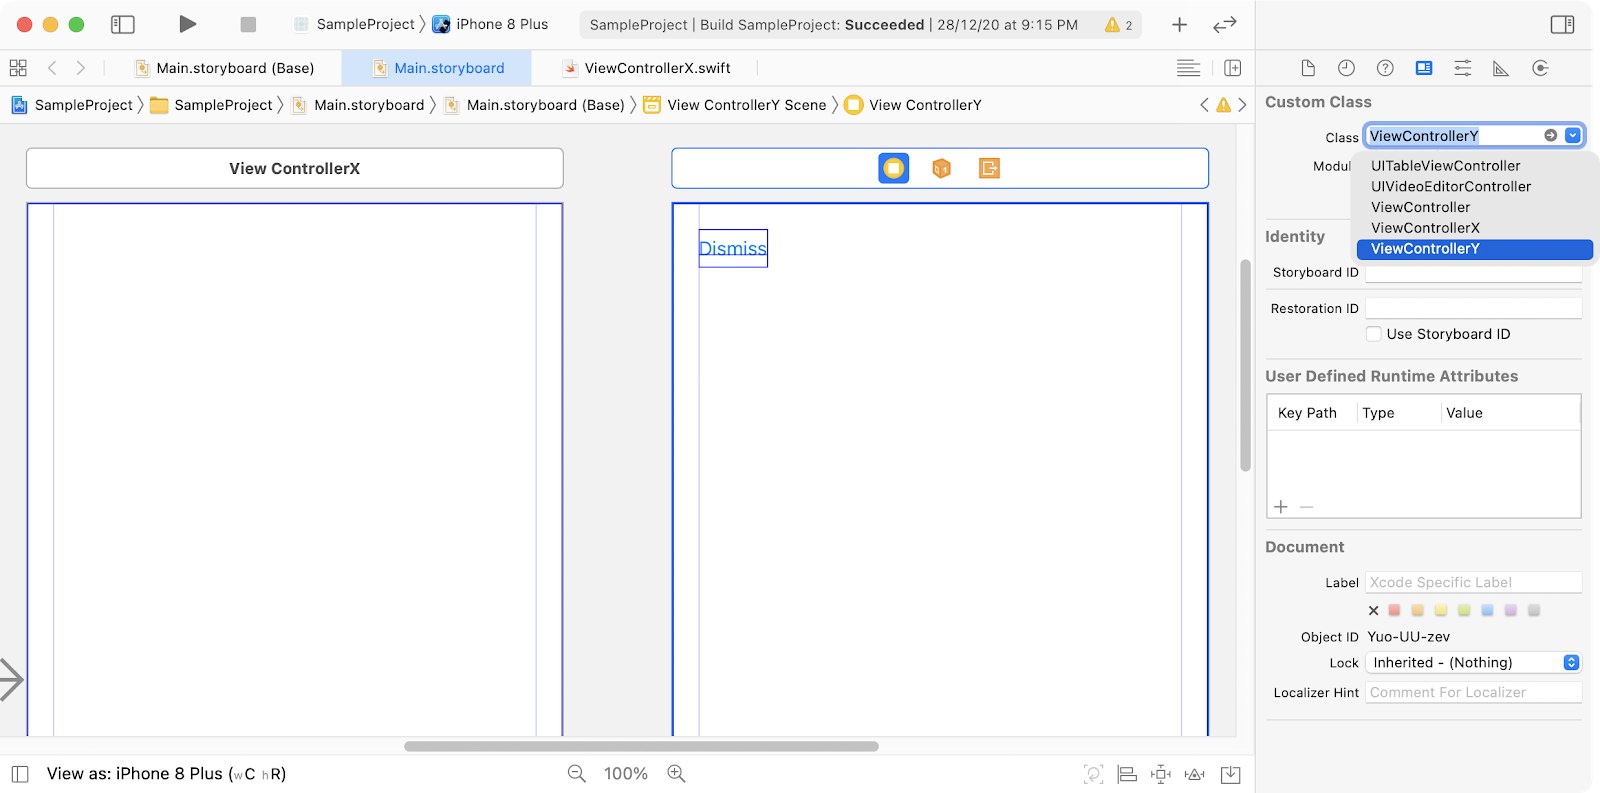 SampleProject iPhone 8 Plus
SampleProject | Build SampleProject: Succeeded | 28/12/20 at 9:15 PM 2
Main.storyboard (Base)
Main.storyboard
ViewControllerX.swift
SampleProject SampleProject Main.storyboard Main.storyboard (Base) View ControllerY Scene View ControllerY
View ControllerX
Dismiss
View as: iPhone 8 Plus (wC hR)
100%
Custom Class
Class ViewControllerY
Modul
UITableViewController
UIVideoEditorController
ViewController
ViewControllerX
ViewControllerY
Identity
Storyboard ID
Restoration ID
Use Storyboard ID
User Defined Runtime Attributes
Key Path Type Value
Document
Label Xcode Specific Label
Object ID Yuo-UU-zev
Lock Inherited - (Nothing)
Localizer Hint Comment For Localizer